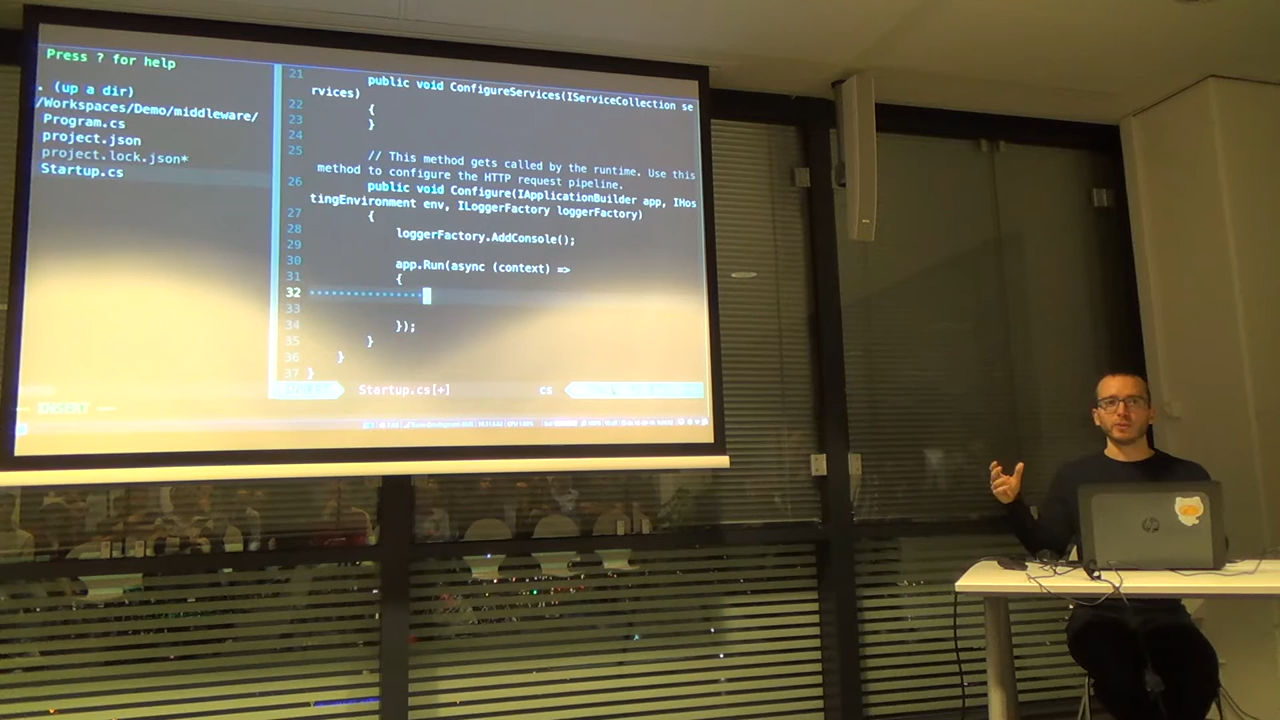 Press ? for help
. (up a dir)
/Workspaces/Demo/middleware/
Program.cs
project.json
project.lock.json*
Startup.cs
21
public void ConfigureServices(IServiceCollection se
rvices)
22 {
23 }
24
25
// This method gets called by the runtime. Use this
method to configure the HTTP request pipeline.
26
public void Configure(IApplicationBuilder app, IHos
tingEnvironment env, ILoggerFactory loggerFactory)
27 {
28 loggerFactory.AddConsole();
29
30 app.Run(async (context) =>
31 {
32
33
34 });
35 }
36 }
37 }
Startup.cs[+] cs
-- INSERT --
hp